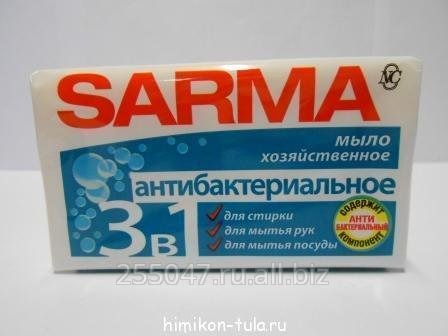 SARMA
НС
мыло
хозяйственное
антибактериальное
3 в 1
для стирки
для мытья рук
для мытья посуды
содержит
АНТИ
БАКТЕРИАЛЬНЫЙ
компонент
255047.ru.all.biz
himikon-tula.ru